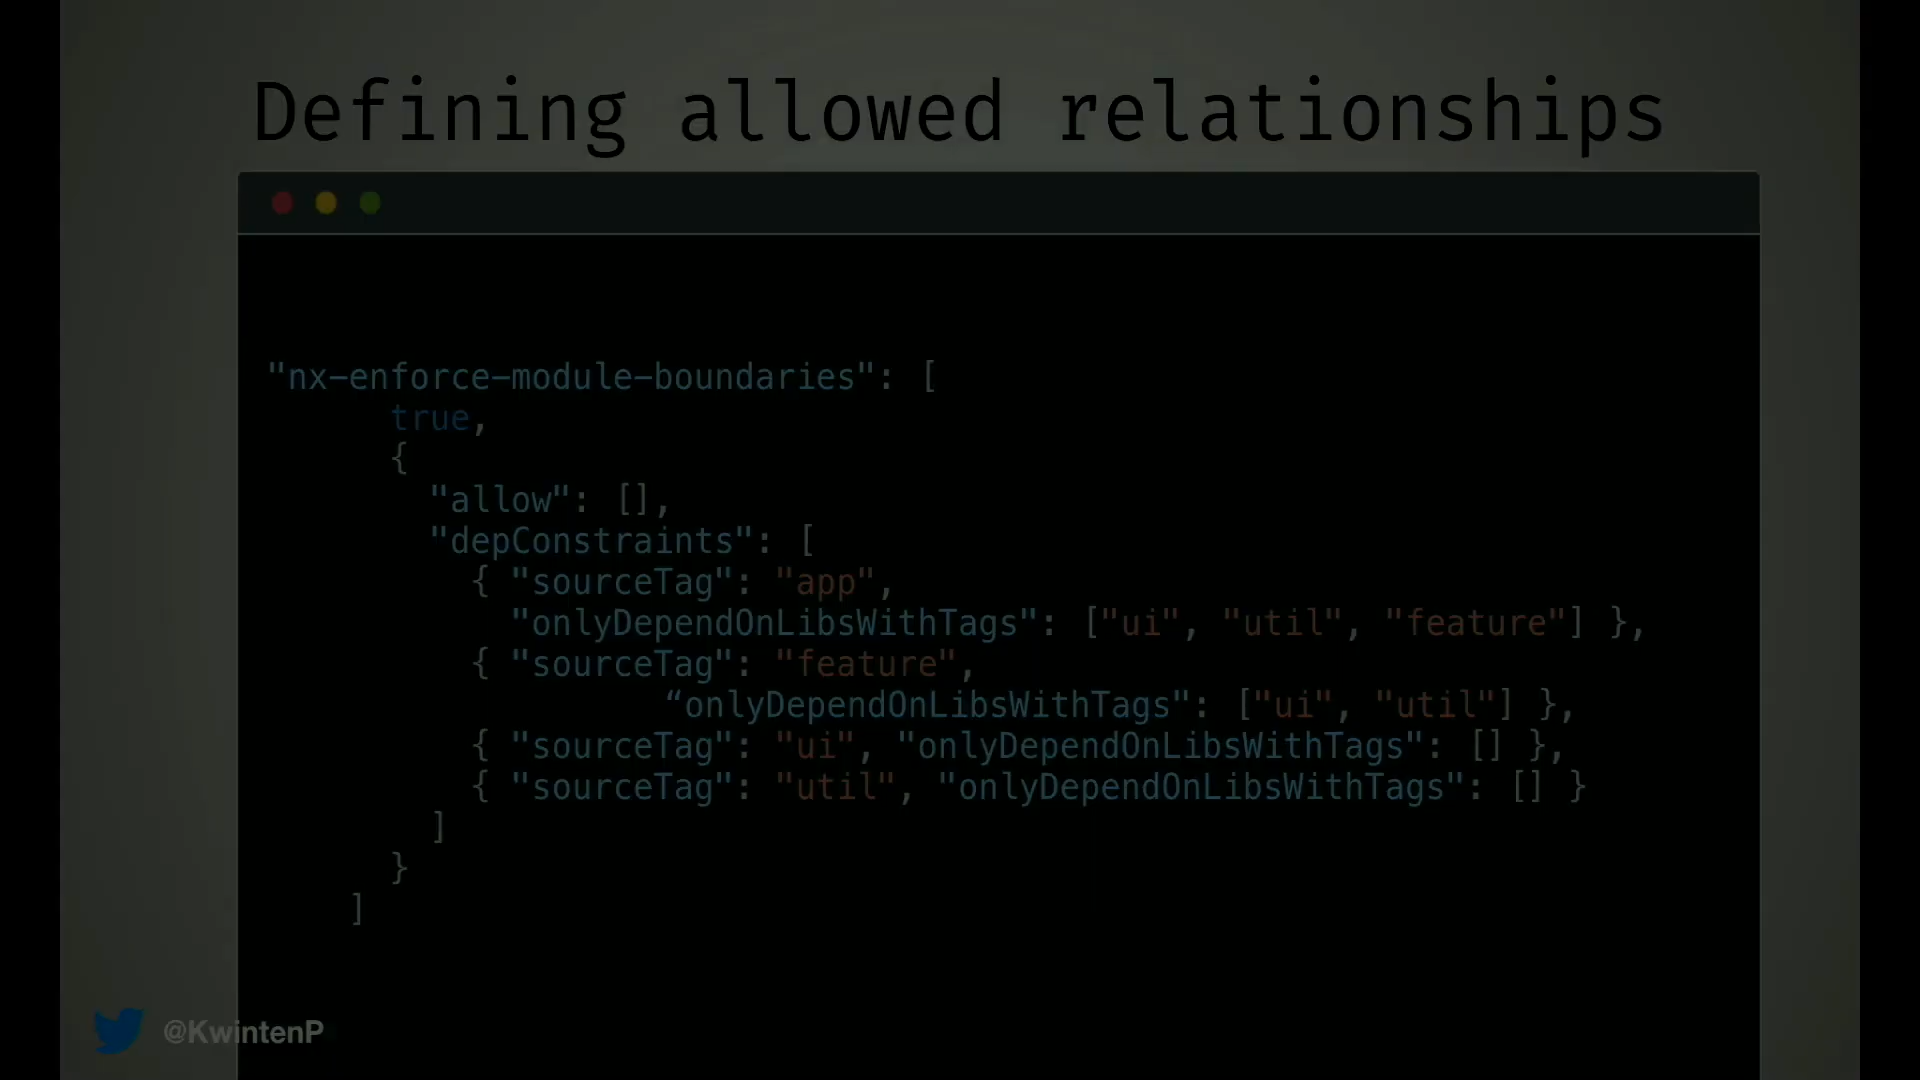 Defining allowed relationships
"nx-enforce-module-boundaries": [
true,
{
"allow": [],
"depConstraints": [
{ "sourceTag": "app",
"onlyDependOnLibsWithTags": ["ui", "util", "feature"] },
{ "sourceTag": "feature",
“onlyDependOnLibsWithTags": ["ui", "util"] },
{ "sourceTag": "ui", "onlyDependOnLibsWithTags": [] },
{ "sourceTag": "util", "onlyDependOnLibsWithTags": [] }
]
}
]
@KwintenP